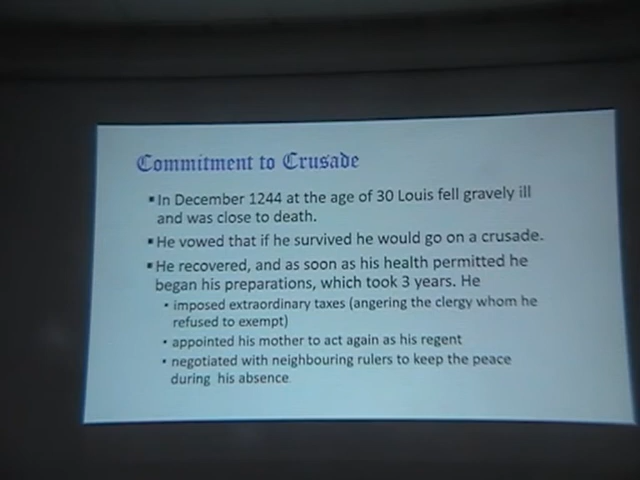 Commitment to Crusade
▪ In December 1244 at the age of 30 Louis fell gravely ill
and was close to death.
▪ He vowed that if he survived he would go on a crusade.
▪ He recovered, and as soon as his health permitted he
began his preparations, which took 3 years. He
• imposed extraordinary taxes (angering the clergy whom he
refused to exempt)
• appointed his mother to act again as his regent
• negotiated with neighbouring rulers to keep the peace
during his absence